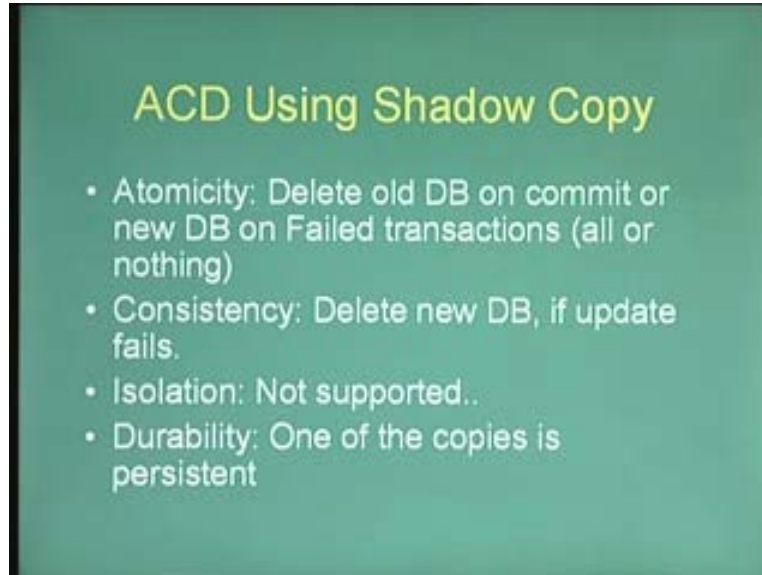 ACD Using Shadow Copy
• Atomicity: Delete old DB on commit or
new DB on Failed transactions (all or
nothing)
• Consistency: Delete new DB, if update
fails.
• Isolation: Not supported..
• Durability: One of the copies is
persistent